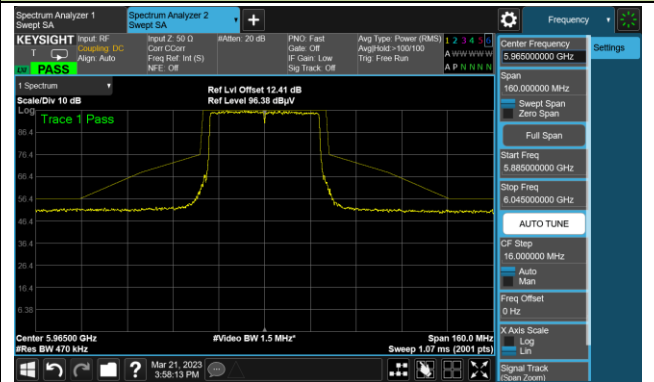 Spectrum Analyzer 1
Swept SA
Spectrum Analyzer 2
Swept SA
Frequency
KEYSIGHT
Input: RF
Coupling: DC
Align: Auto
Input Z: 50 Ω
Corr CCorr
Freq Ref: Int (S)
NFE: Off
#Atten: 20 dB
PNO: Fast
Gate: Off
IF Gain: Low
Sig Track: Off
Avg Type: Power (RMS)
Avg|Hold >100/100
Trig: Free Run
1 2 3 4 5 6
A W W W W W
A P N N N N
T
LXI
PASS
1 Spectrum
Scale/Div 10 dB
Ref Lvl Offset 12.41 dB
Ref Level 96.38 dBµV
Log
Trace 1 Pass
86.4
76.4
66.4
56.4
46.4
36.4
26.4
16.4
6.38
Center 5.96500 GHz
#Res BW 470 kHz
#Video BW 1.5 MHz*
Span 160.0 MHz
Sweep 1.07 ms (2001 pts)
Center Frequency
5.965000000 GHz
Settings
Span
160.000000 MHz
Swept Span
Zero Span
Full Span
Start Freq
5.885000000 GHz
Stop Freq
6.045000000 GHz
AUTO TUNE
CF Step
16.000000 MHz
Auto
Man
Freq Offset
0 Hz
X Axis Scale
Log
Lin
Signal Track
(Span Zoom)
?
Mar 21, 2023
3:58:13 PM